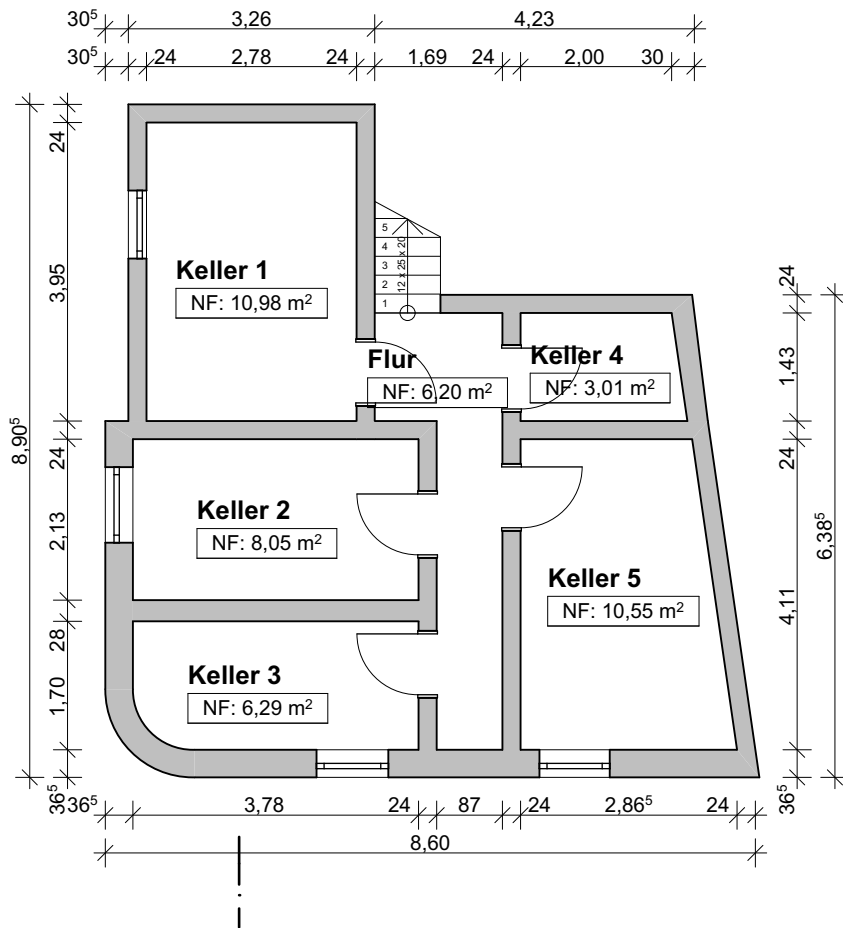 30⁵ 3,26 4,23
30⁵ 24 2,78 24 1,69 24 2,00 30
24
3,95
24
2,13
28
1,70
36⁵
8,90⁵
Keller 1
NF: 10,98 m²
5
4
3
2
1
12 x 25 x 20
Flur
NF: 6,20 m²
Keller 4
NF: 3,01 m²
Keller 2
NF: 8,05 m²
Keller 5
NF: 10,55 m²
Keller 3
NF: 6,29 m²
24
1,43
24
4,11
36⁵
6,38⁵
36⁵ 3,78 24 87 24 2,86⁵ 24
8,60